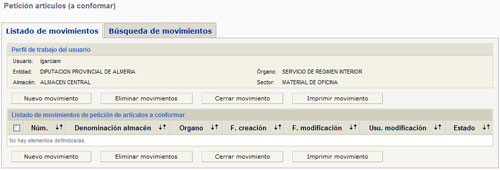 Petición artículos (a conformar)
Listado de movimientos Búsqueda de movimientos
Perfil de trabajo del usuario
Usuario: lgarciam
Entidad: DIPUTACION PROVINCIAL DE ALMERIA Órgano: SERVICIO DE REGIMEN INTERIOR
Almacén: ALMACEN CENTRAL Sector: MATERIAL DE OFICINA
Nuevo movimiento Eliminar movimientos Cerrar movimiento Imprimir movimiento
Listado de movimientos de petición de artículos a conformar
Núm. Denominación almacén Organo F. creación F. modificación Usu. modificación Estado
No hay elementos definidos/as
Nuevo movimiento Eliminar movimientos Cerrar movimiento Imprimir movimiento